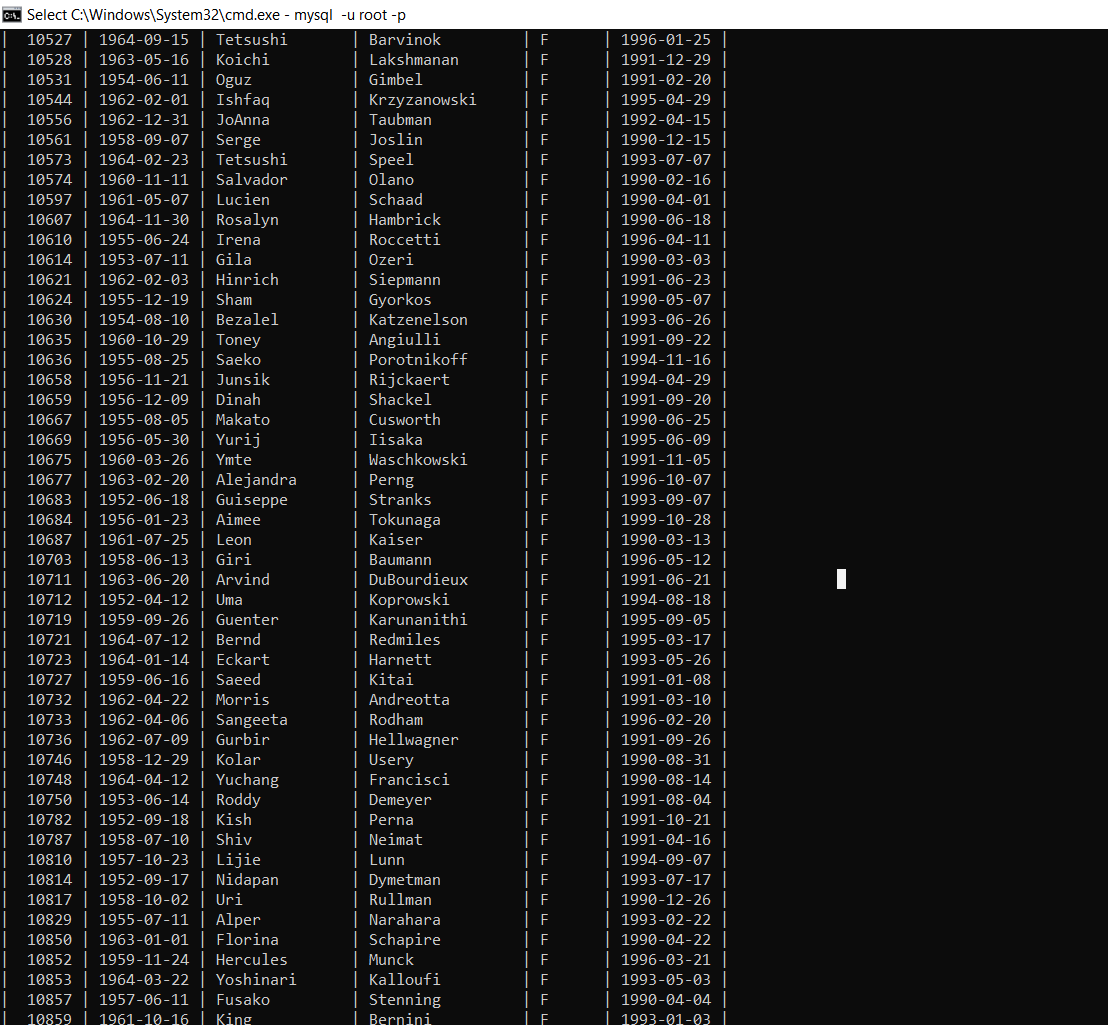 Select C:\Windows\System32\cmd.exe - mysql  -u root -p
|  10527 | 1964-09-15 | Tetsushi       | Barvinok         | F      | 1996-01-25 |
|  10528 | 1963-05-16 | Koichi         | Lakshmanan       | F      | 1991-12-29 |
|  10531 | 1954-06-11 | Oguz           | Gimbel           | F      | 1991-02-20 |
|  10544 | 1962-02-01 | Ishfaq         | Krzyzanowski     | F      | 1995-04-29 |
|  10556 | 1962-12-31 | JoAnna         | Taubman          | F      | 1992-04-15 |
|  10561 | 1958-09-07 | Serge          | Joslin           | F      | 1990-12-15 |
|  10573 | 1964-02-23 | Tetsushi       | Speel            | F      | 1993-07-07 |
|  10574 | 1960-11-11 | Salvador       | Olano            | F      | 1990-02-16 |
|  10597 | 1961-05-07 | Lucien         | Schaad           | F      | 1990-04-01 |
|  10607 | 1964-11-30 | Rosalyn        | Hambrick         | F      | 1990-06-18 |
|  10610 | 1955-06-24 | Irena          | Roccetti         | F      | 1996-04-11 |
|  10614 | 1953-07-11 | Gila           | Ozeri            | F      | 1990-03-03 |
|  10621 | 1962-02-03 | Hinrich        | Siepmann         | F      | 1991-06-23 |
|  10624 | 1955-12-19 | Sham           | Gyorkos          | F      | 1990-05-07 |
|  10630 | 1954-08-10 | Bezalel        | Katzenelson      | F      | 1993-06-26 |
|  10635 | 1960-10-29 | Toney          | Angiulli         | F      | 1991-09-22 |
|  10636 | 1955-08-25 | Saeko          | Porotnikoff      | F      | 1994-11-16 |
|  10658 | 1956-11-21 | Junsik         | Rijckaert        | F      | 1994-04-29 |
|  10659 | 1956-12-09 | Dinah          | Shackel          | F      | 1991-09-20 |
|  10667 | 1955-08-05 | Makato         | Cusworth         | F      | 1990-06-25 |
|  10669 | 1956-05-30 | Yurij          | Iisaka           | F      | 1995-06-09 |
|  10675 | 1960-03-26 | Ymte           | Waschkowski      | F      | 1991-11-05 |
|  10677 | 1963-02-20 | Alejandra      | Perng            | F      | 1996-10-07 |
|  10683 | 1952-06-18 | Guiseppe       | Stranks          | F      | 1993-09-07 |
|  10684 | 1956-01-23 | Aimee          | Tokunaga         | F      | 1999-10-28 |
|  10687 | 1961-07-25 | Leon           | Kaiser           | F      | 1990-03-13 |
|  10703 | 1958-06-13 | Giri           | Baumann          | F      | 1996-05-12 |
|  10711 | 1963-06-20 | Arvind         | DuBourdieux      | F      | 1991-06-21 |
|  10712 | 1952-04-12 | Uma            | Koprowski        | F      | 1994-08-18 |
|  10719 | 1959-09-26 | Guenter        | Karunanithi      | F      | 1995-09-05 |
|  10721 | 1964-07-12 | Bernd          | Redmiles         | F      | 1995-03-17 |
|  10723 | 1964-01-14 | Eckart         | Harnett          | F      | 1993-05-26 |
|  10727 | 1959-06-16 | Saeed          | Kitai            | F      | 1991-01-08 |
|  10732 | 1962-04-22 | Morris         | Andreotta        | F      | 1991-03-10 |
|  10733 | 1962-04-06 | Sangeeta       | Rodham           | F      | 1996-02-20 |
|  10736 | 1962-07-09 | Gurbir         | Hellwagner       | F      | 1991-09-26 |
|  10746 | 1958-12-29 | Kolar          | Usery            | F      | 1990-08-31 |
|  10748 | 1964-04-12 | Yuchang        | Francisci        | F      | 1990-08-14 |
|  10750 | 1953-06-14 | Roddy          | Demeyer          | F      | 1991-08-04 |
|  10782 | 1952-09-18 | Kish           | Perna            | F      | 1991-10-21 |
|  10787 | 1958-07-10 | Shiv           | Neimat           | F      | 1991-04-16 |
|  10810 | 1957-10-23 | Lijie          | Lunn             | F      | 1994-09-07 |
|  10814 | 1952-09-17 | Nidapan        | Dymetman         | F      | 1993-07-17 |
|  10817 | 1958-10-02 | Uri            | Rullman          | F      | 1990-12-26 |
|  10829 | 1955-07-11 | Alper          | Narahara         | F      | 1993-02-22 |
|  10850 | 1963-01-01 | Florina        | Schapire         | F      | 1990-04-22 |
|  10852 | 1959-11-24 | Hercules       | Munck            | F      | 1996-03-21 |
|  10853 | 1964-03-22 | Yoshinari      | Kalloufi         | F      | 1993-05-03 |
|  10857 | 1957-06-11 | Fusako         | Stenning         | F      | 1990-04-04 |
|  10859 | 1961-10-16 | King           | Bernini          | F      | 1993-01-03 |